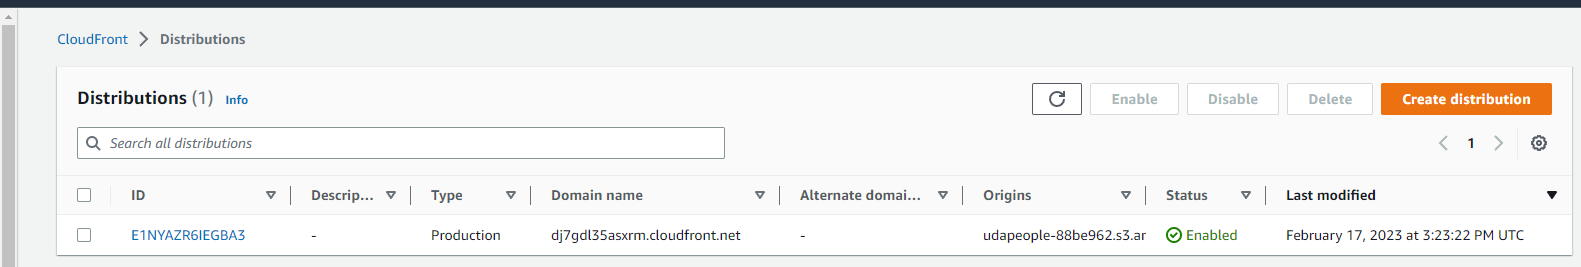 CloudFront > Distributions
Distributions (1) Info
Enable Disable Delete Create distribution
Search all distributions
1
ID Descrip... Type Domain name Alternate domai... Origins Status Last modified
E1NYAZR6IEGBA3 - Production dj7gdl35asxrm.cloudfront.net - udapeople-88be962.s3.ar Enabled February 17, 2023 at 3:23:22 PM UTC